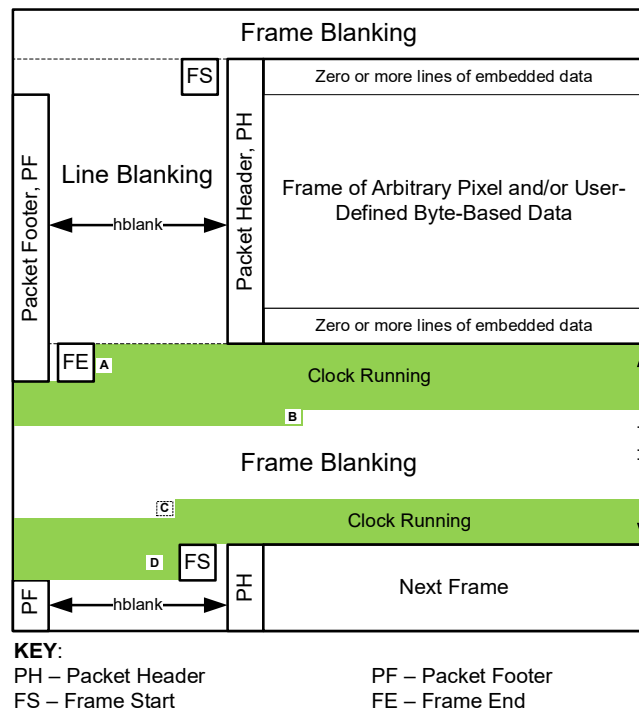 Frame Blanking
FS
Zero or more lines of embedded data
Packet Footer, PF
Line Blanking
hblank
Packet Header, PH
Frame of Arbitrary Pixel and/or User-
Defined Byte-Based Data
Zero or more lines of embedded data
FE
A
Clock Running
B
Frame Blanking
C
Clock Running
D
FS
PF
hblank
PH
Next Frame
KEY:
PH – Packet Header
PF – Packet Footer
FS – Frame Start
FE – Frame End